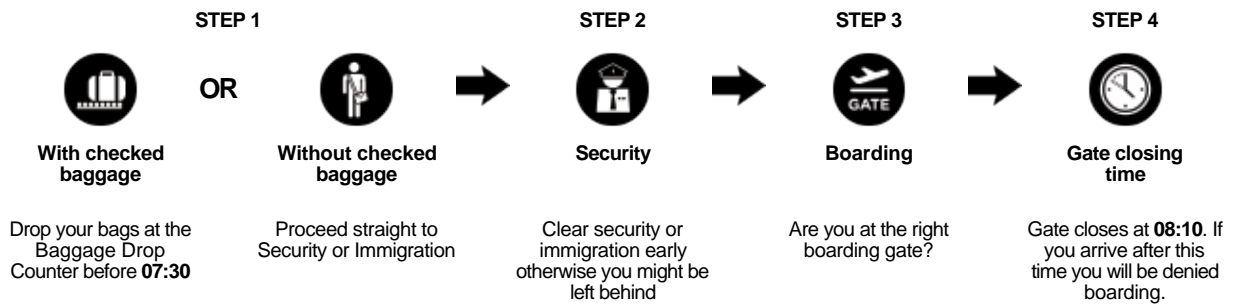 STEP 1
OR
With checked
baggage
Drop your bags at the
Baggage Drop
Counter before 07:30
Without checked
baggage
Proceed straight to
Security or Immigration
STEP 2
Security
Clear security or
immigration early
otherwise you might be
left behind
STEP 3
GATE
Boarding
Are you at the right
boarding gate?
STEP 4
Gate closing
time
Gate closes at 08:10. If
you arrive after this
time you will be denied
boarding.